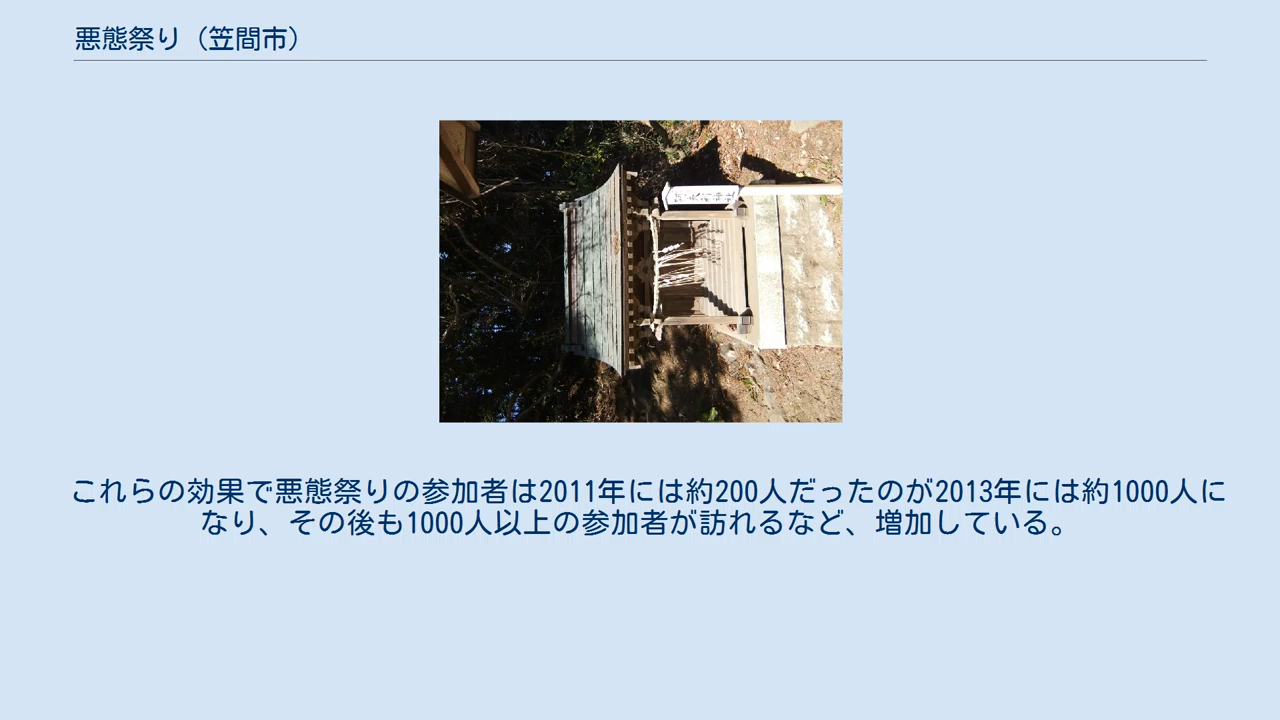 悪態祭り（笠間市）
これらの効果で悪態祭りの参加者は2011年には約200人だったのが2013年には約1000人に
なり、その後も1000人以上の参加者が訪れるなど、増加している。